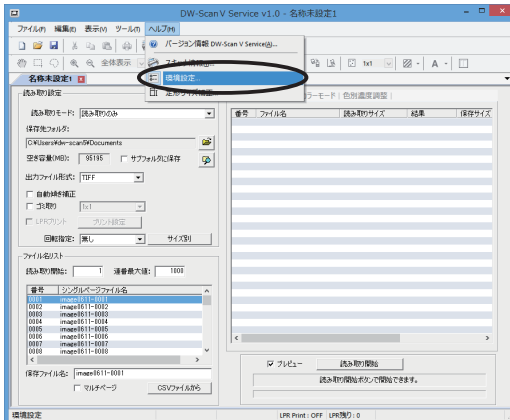 DW-Scan V Service v1.0 - 名称未設定1
ファイル(F) 編集(E) 表示(V) ツール(T) ヘルプ(H)
バージョン情報 DW-Scan V Service(A)...
全体表示
1x1
A
環境設定...
名称未設定1
読み取り設定
カラーモード 色別濃度調整
読み取りモード: 読み取りのみ
番号 ファイル名 読み取りサイズ 結果 保存サイズ
保存先フォルダ:
C:¥Users¥dw-scan5¥Documents
空き容量(MB): 95195 サブフォルダに保存
出力ファイル形式: TIFF
自動傾き補正
ゴミ取り 1x1
LPRプリント プリント設定
回転指定: 無し サイズ別
ファイル名リスト
読み取り開始: 1 連番最大値: 1000
番号 シングルページファイル名
0001 image0611-0001
0002 image0611-0002
0003 image0611-0003
0004 image0611-0004
0005 image0611-0005
0006 image0611-0006
0007 image0611-0007
0008 image0611-0008
保存ファイル名: image0611-0001
マルチページ CSVファイルから
プレビュー 読み取り開始
読み取り開始ボタンで開始できます。
環境設定 LPR Print : OFF LPR残り : 0